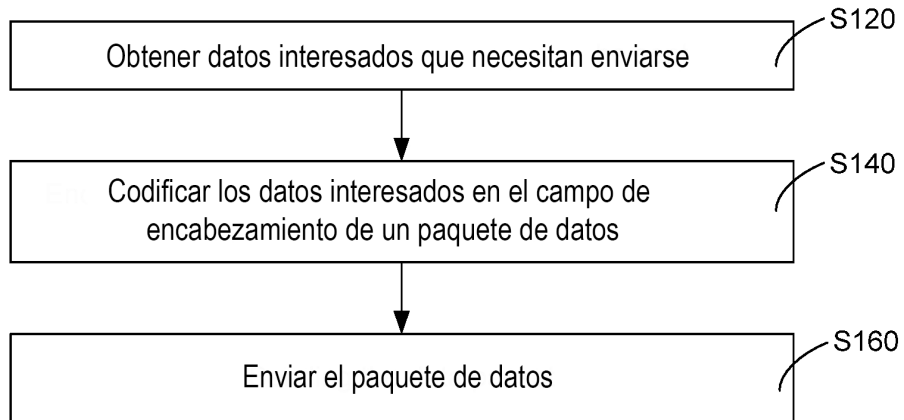 S120
Obtener datos interesados que necesitan enviarse
S140
Codificar los datos interesados en el campo de
encabezamiento de un paquete de datos
S160
Enviar el paquete de datos